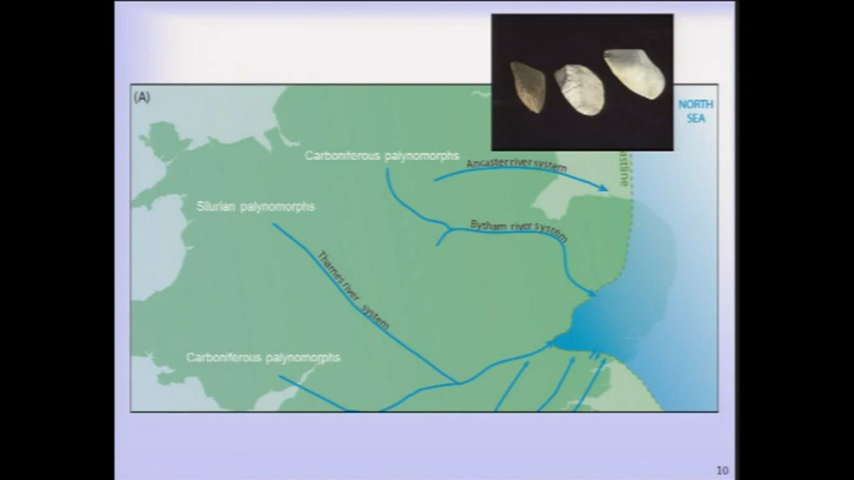 (A)
NORTH
SEA
Carboniferous palynomorphs
Ancaster river system
Silurian palynomorphs
Bytham river system
Thames river system
Carboniferous palynomorphs
10